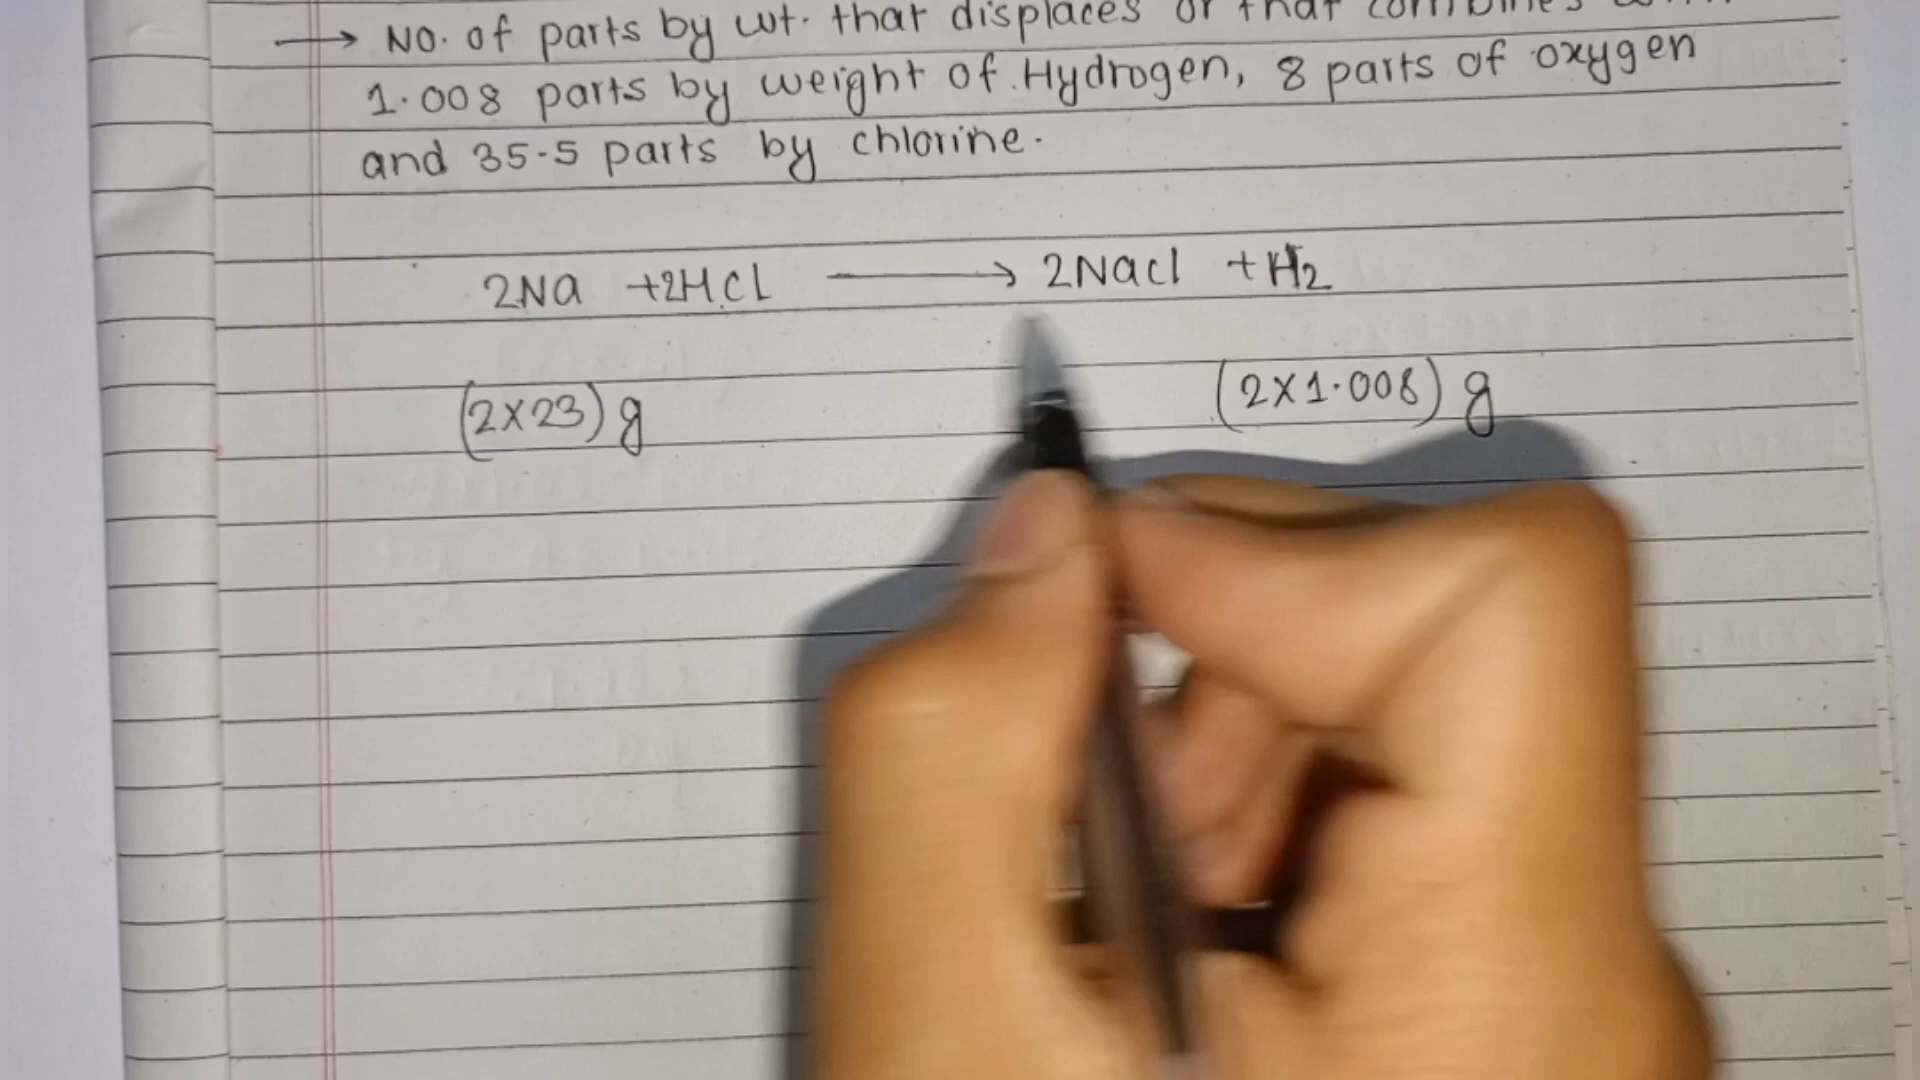 → No. of parts by wt. that displaces or that combines
1.008 parts by weight of Hydrogen, 8 parts of oxygen
and 35.5 parts by chlorine.
2Na +2HCl ⟶ 2NaCl +H2
(2×23) g (2×1.008) g